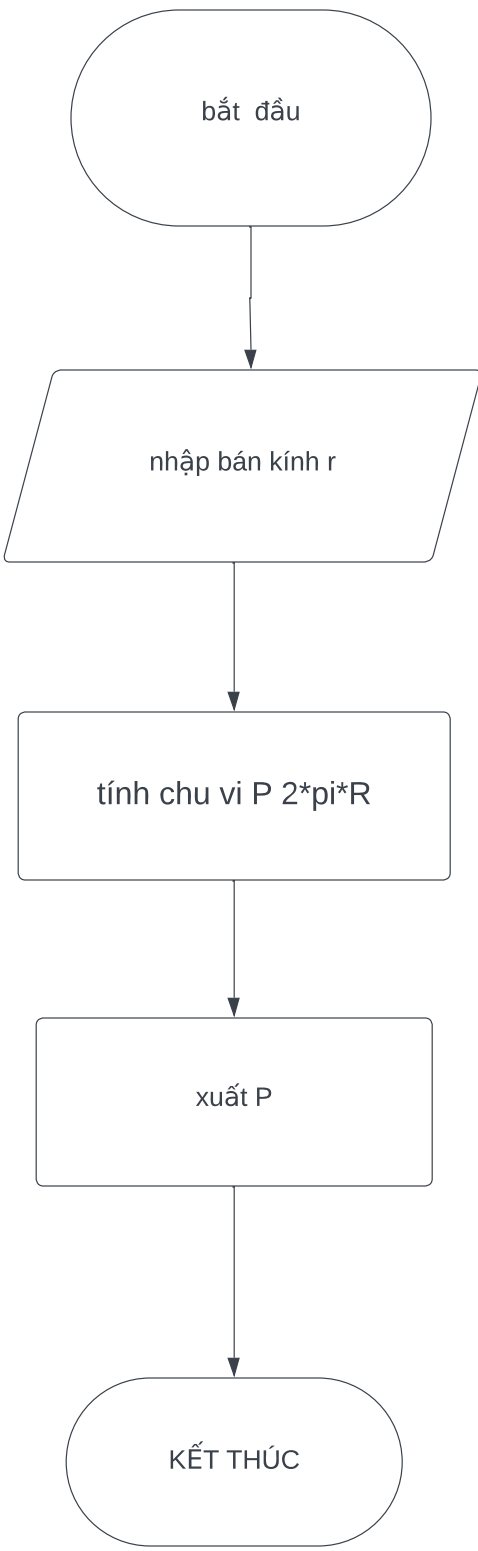 bắt  đầu
nhập bán kính r
tính chu vi P 2*pi*R
xuất P
KẾT THÚC